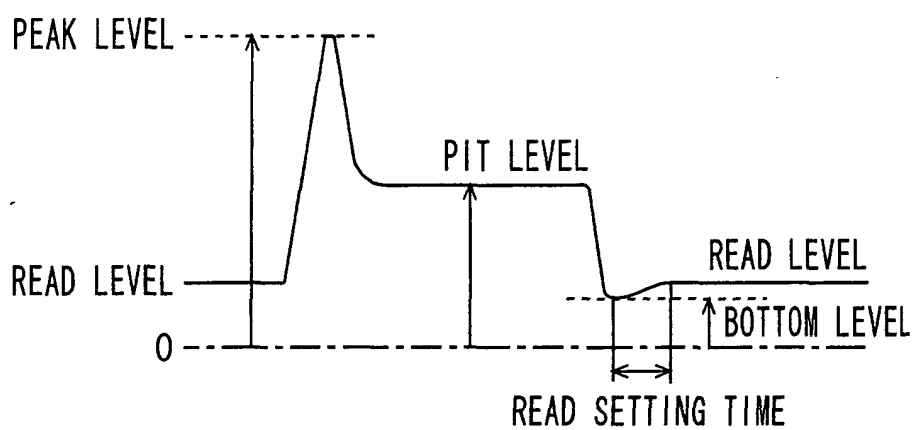 PEAK LEVEL
PIT LEVEL
READ LEVEL
READ LEVEL
BOTTOM LEVEL
0
READ SETTING TIME